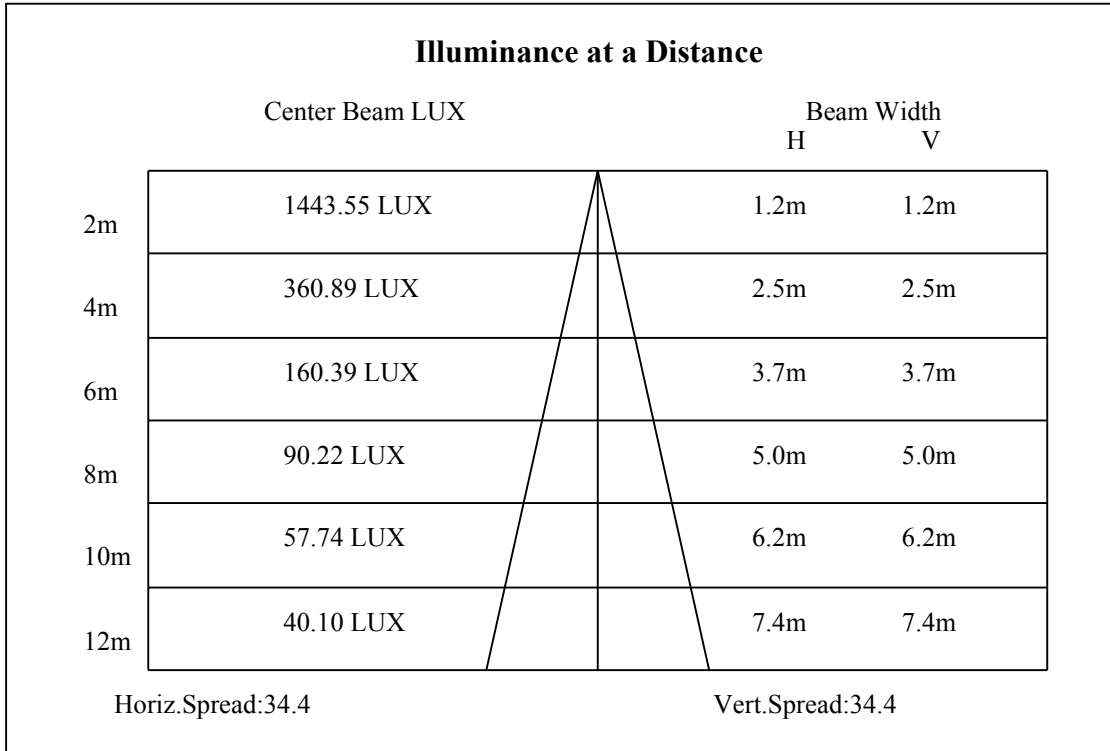 Illuminance at a Distance
Center Beam LUX Beam Width
H V
2m 1443.55 LUX 1.2m 1.2m
4m 360.89 LUX 2.5m 2.5m
6m 160.39 LUX 3.7m 3.7m
8m 90.22 LUX 5.0m 5.0m
10m 57.74 LUX 6.2m 6.2m
12m 40.10 LUX 7.4m 7.4m
Horiz.Spread:34.4 Vert.Spread:34.4